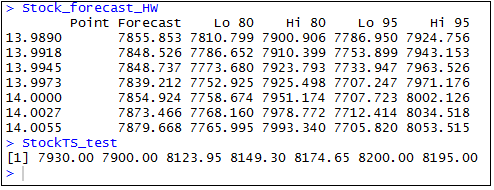 > Stock_forecast_HW
Point Forecast Lo 80 Hi 80 Lo 95 Hi 95
13.9890 7855.853 7810.799 7900.906 7786.950 7924.756
13.9918 7848.526 7786.652 7910.399 7753.899 7943.153
13.9945 7848.737 7773.680 7923.793 7733.947 7963.526
13.9973 7839.212 7752.925 7925.498 7707.247 7971.176
14.0000 7854.924 7758.674 7951.174 7707.723 8002.126
14.0027 7873.466 7768.160 7978.772 7712.414 8034.518
14.0055 7879.668 7765.995 7993.340 7705.820 8053.515
> StockTS_test
[1] 7930.00 7900.00 8123.95 8149.30 8174.65 8200.00 8195.00
>